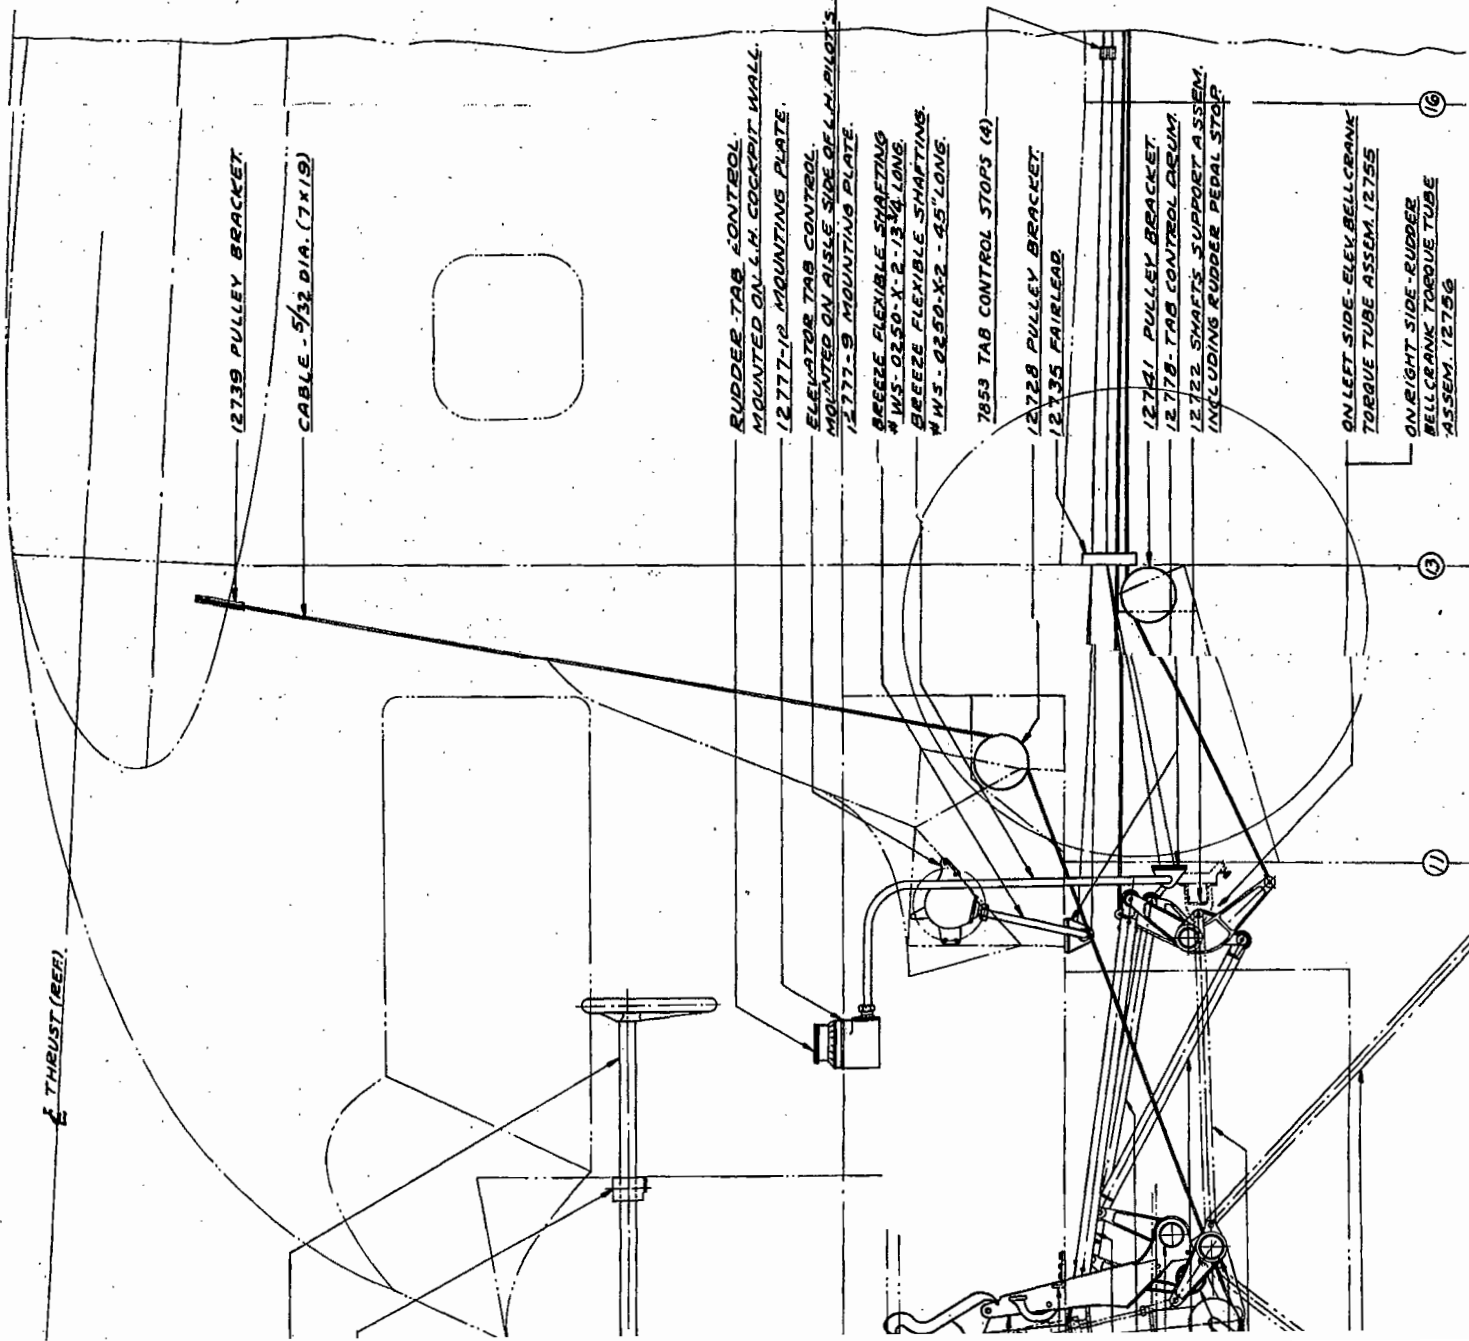 ℄ THRUST (REF.)
12739 PULLEY BRACKET.
CABLE - 5/32 DIA. (7x19)
RUDDER TAB CONTROL.
MOUNTED ON L.H. COCKPIT WALL.
12777-10 MOUNTING PLATE.
ELEVATOR TAB CONTROL.
MOUNTED ON AISLE SIDE OF L.H. PILOT'S
12777-9 MOUNTING PLATE.
BREEZE FLEXIBLE SHAFTING
# WS-0250-X-2-13 3/4 LONG.
BREEZE FLEXIBLE SHAFTING.
# WS-0250-X-2 - 45" LONG.
7853 TAB CONTROL STOPS (4)
12728 PULLEY BRACKET.
12735 FAIRLEAD.
12741 PULLEY BRACKET.
12778 - TAB CONTROL DRUM.
12722 SHAFTS SUPPORT ASSEM.
INCLUDING RUDDER PEDAL STOP.
ON LEFT SIDE-ELEV. BELLCRANK
TORQUE TUBE ASSEM. 12755
ON RIGHT SIDE-RUDDER
BELLCRANK TORQUE TUBE
ASSEM. 12756
16
13
11